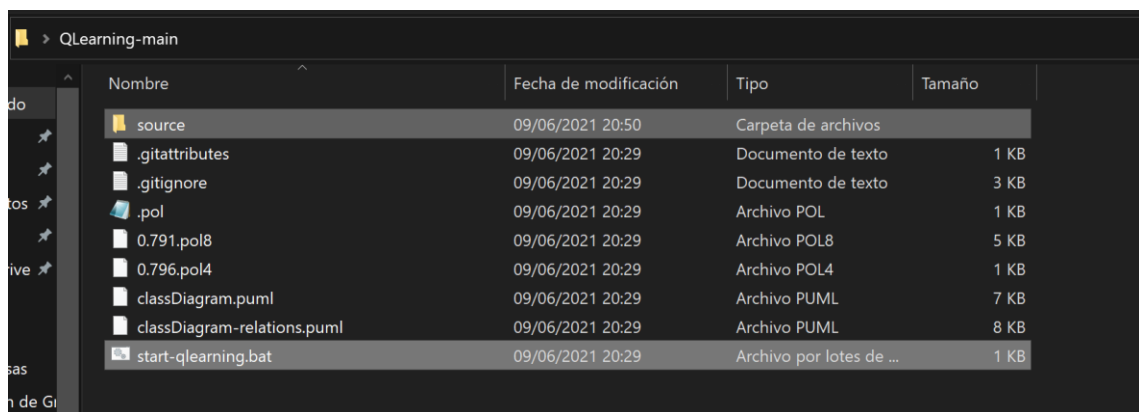 QLearning-main
Nombre Fecha de modificación Tipo Tamaño
do
source 09/06/2021 20:50 Carpeta de archivos
.gitattributes 09/06/2021 20:29 Documento de texto 1 KB
.gitignore 09/06/2021 20:29 Documento de texto 3 KB
tos .pol 09/06/2021 20:29 Archivo POL 1 KB
0.791.pol8 09/06/2021 20:29 Archivo POL8 5 KB
rive 0.796.pol4 09/06/2021 20:29 Archivo POL4 1 KB
classDiagram.puml 09/06/2021 20:29 Archivo PUML 7 KB
classDiagram-relations.puml 09/06/2021 20:29 Archivo PUML 8 KB
start-qlearning.bat 09/06/2021 20:29 Archivo por lotes de ... 1 KB
sas
n de Gr